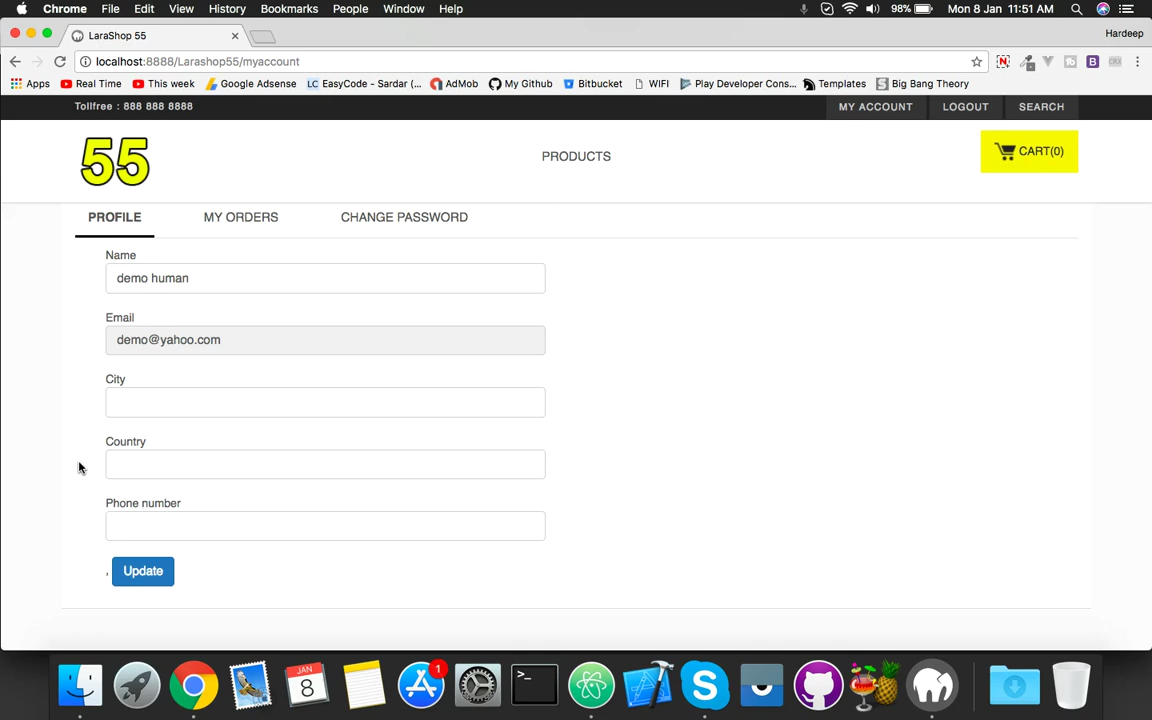 Chrome File Edit View History Bookmarks People Window Help 98% Mon 8 Jan 11:51 AM
LaraShop 55
Hardeep
localhost:8888/Larashop55/myaccount
Apps Real Time This week Google Adsense LC EasyCode - Sardar (... AdMob My Github Bitbucket WIFI Play Developer Cons... Templates Big Bang Theory
Tollfree : 888 888 8888 MY ACCOUNT LOGOUT SEARCH
55 PRODUCTS CART(0)
PROFILE MY ORDERS CHANGE PASSWORD
Name
demo human
Email
demo@yahoo.com
City
Country
Phone number
, Update
1
JAN
8
>_
S